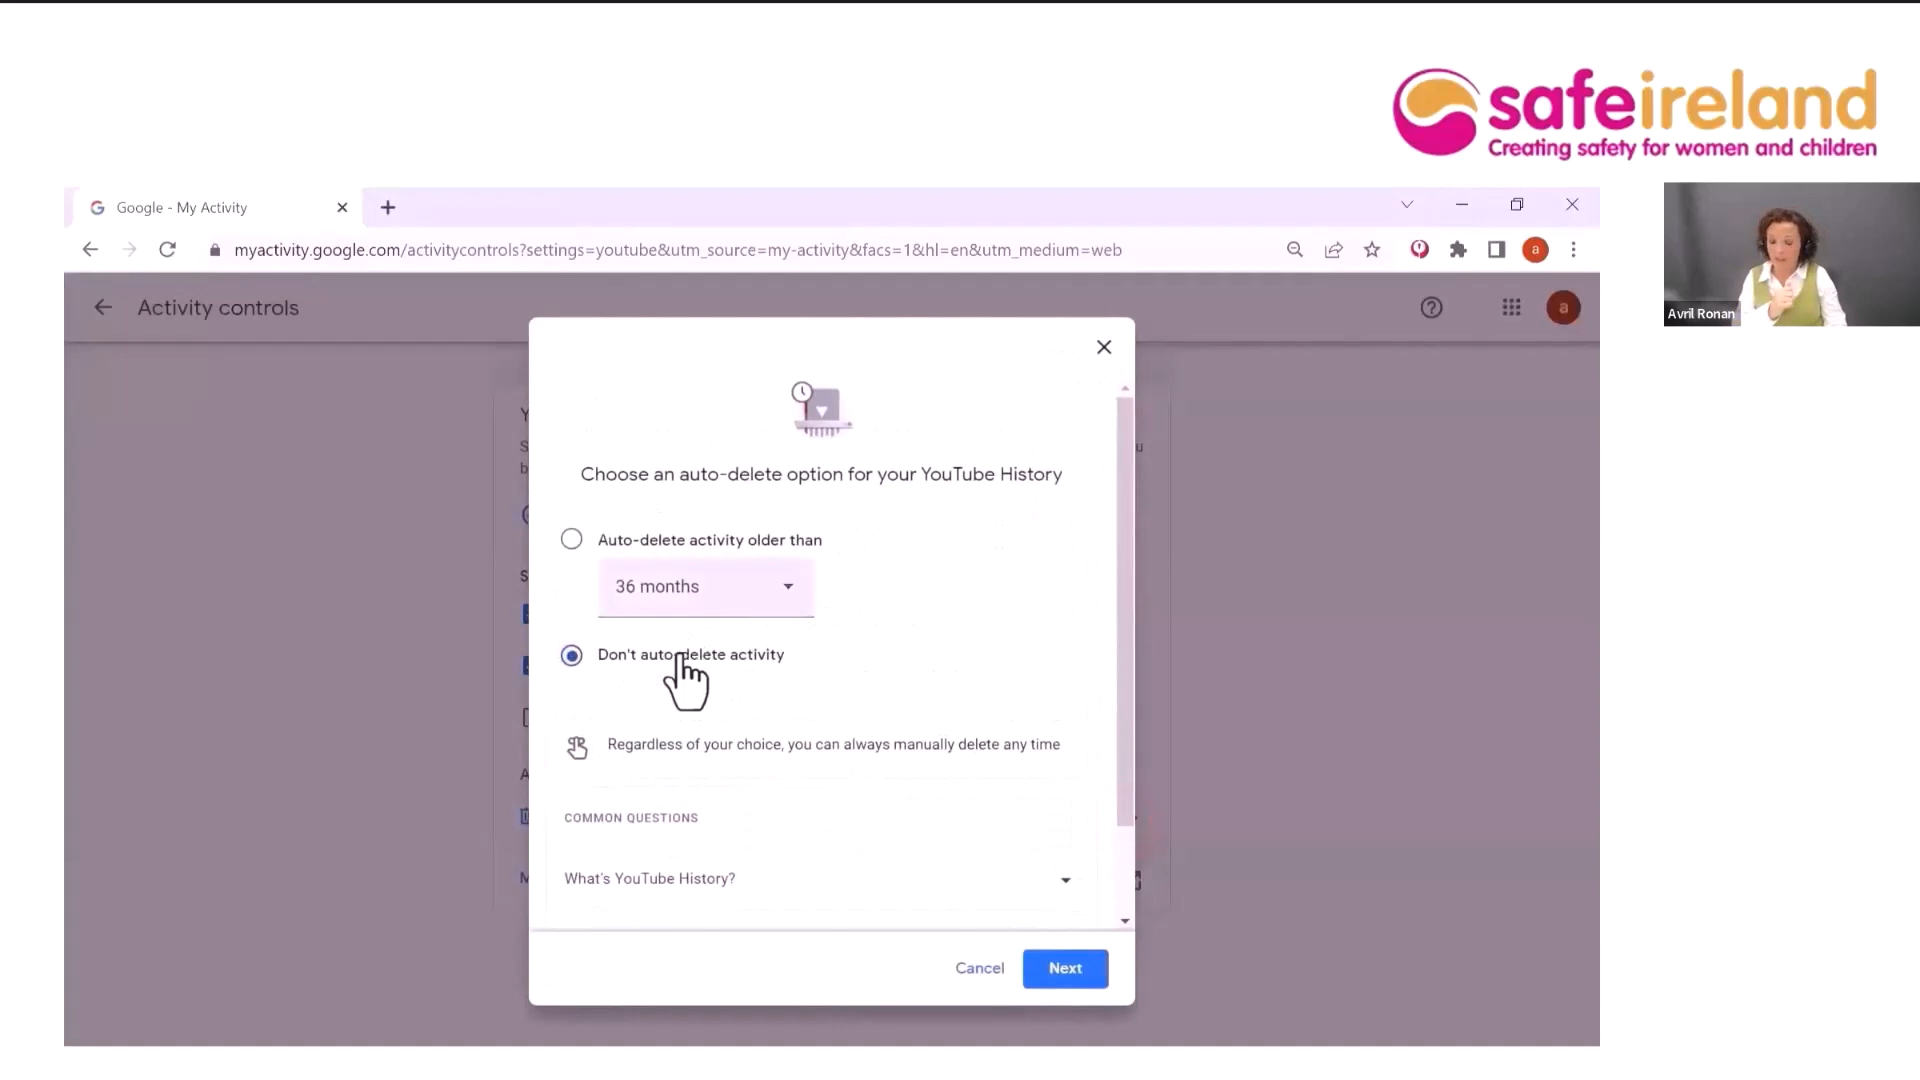 safeireland
Creating safety for women and children
Google - My Activity
myactivity.google.com/activitycontrols?settings=youtube&utm_source=my-activity&facs=1&hl=en&utm_medium=web
a
Avril Ronan
Activity controls
a
Choose an auto-delete option for your YouTube History
Auto-delete activity older than
36 months
Don't auto-delete activity
Regardless of your choice, you can always manually delete any time
COMMON QUESTIONS
What's YouTube History?
Cancel
Next